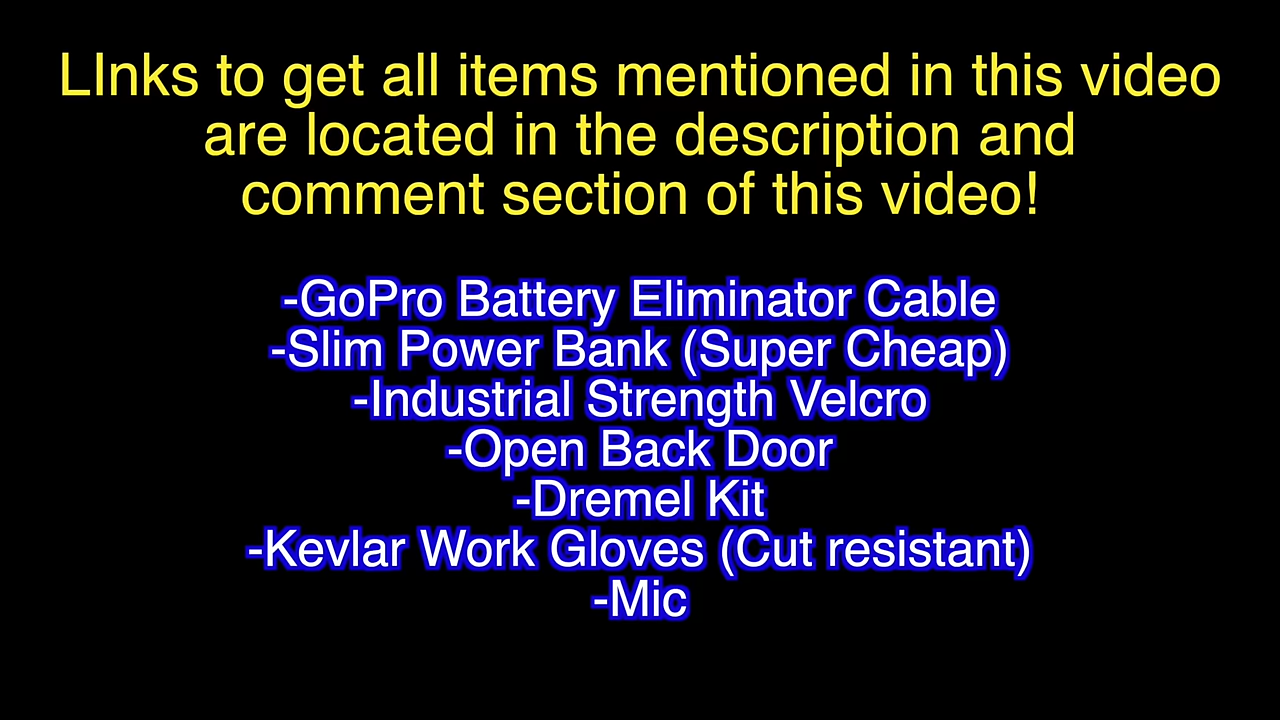 LInks to get all items mentioned in this video
are located in the description and
comment section of this video!
-GoPro Battery Eliminator Cable
-Slim Power Bank (Super Cheap)
-Industrial Strength Velcro
-Open Back Door
-Dremel Kit
-Kevlar Work Gloves (Cut resistant)
-Mic